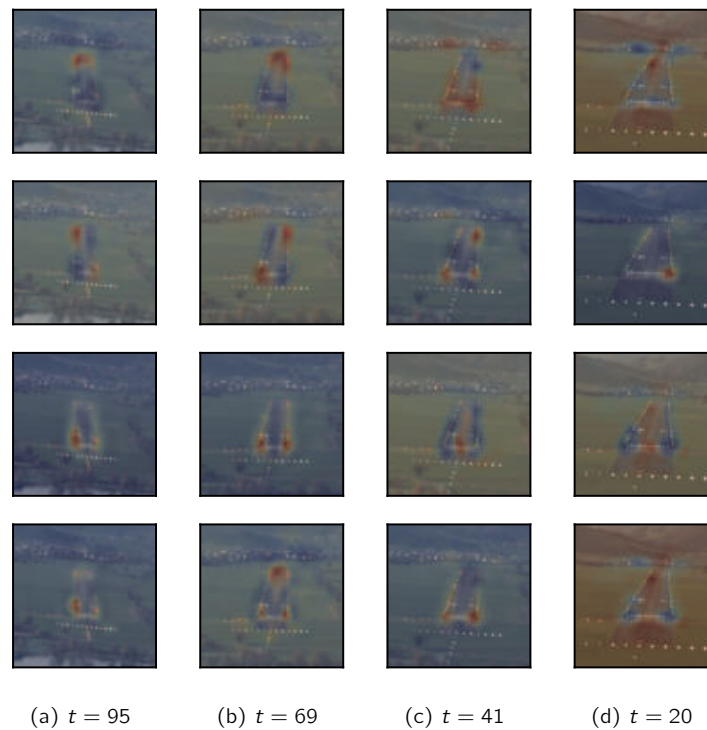 (a) t = 95 (b) t = 69 (c) t = 41 (d) t = 20